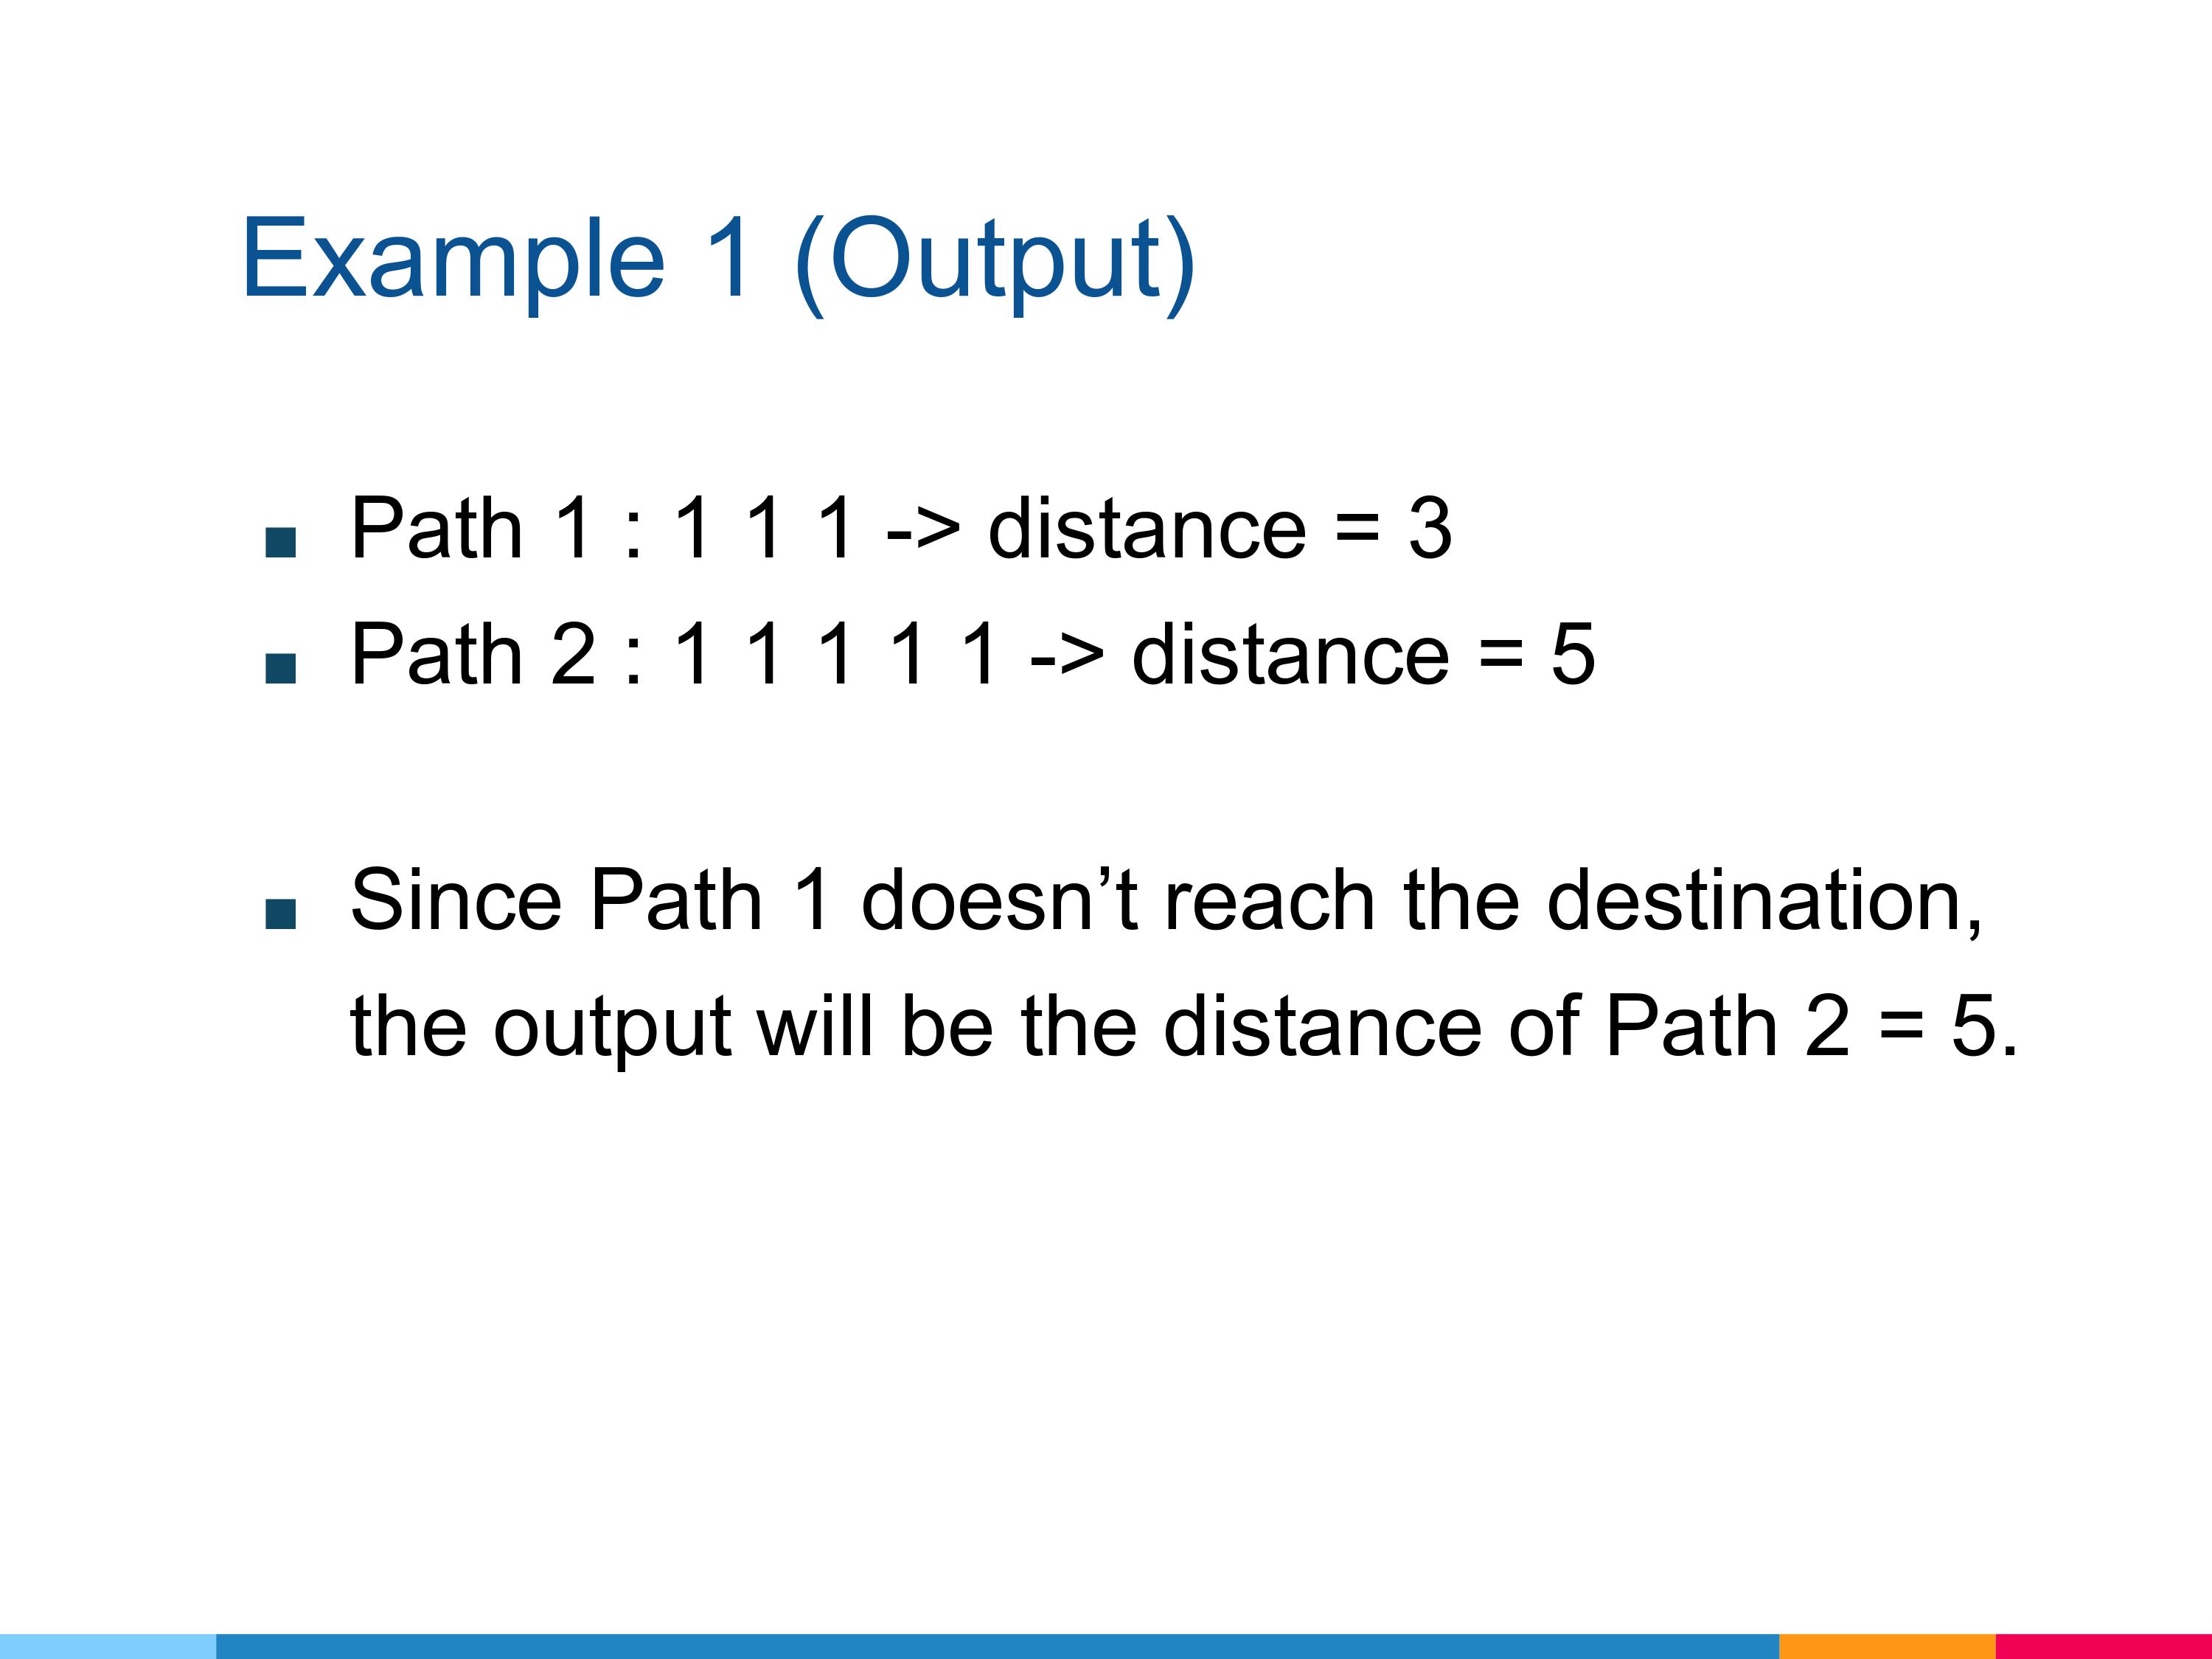 Example 1 (Output)
Path 1 : 1 1 1 -> distance = 3
Path 2 : 1 1 1 1 1 -> distance = 5
Since Path 1 doesn’t reach the destination,
the output will be the distance of Path 2 = 5.